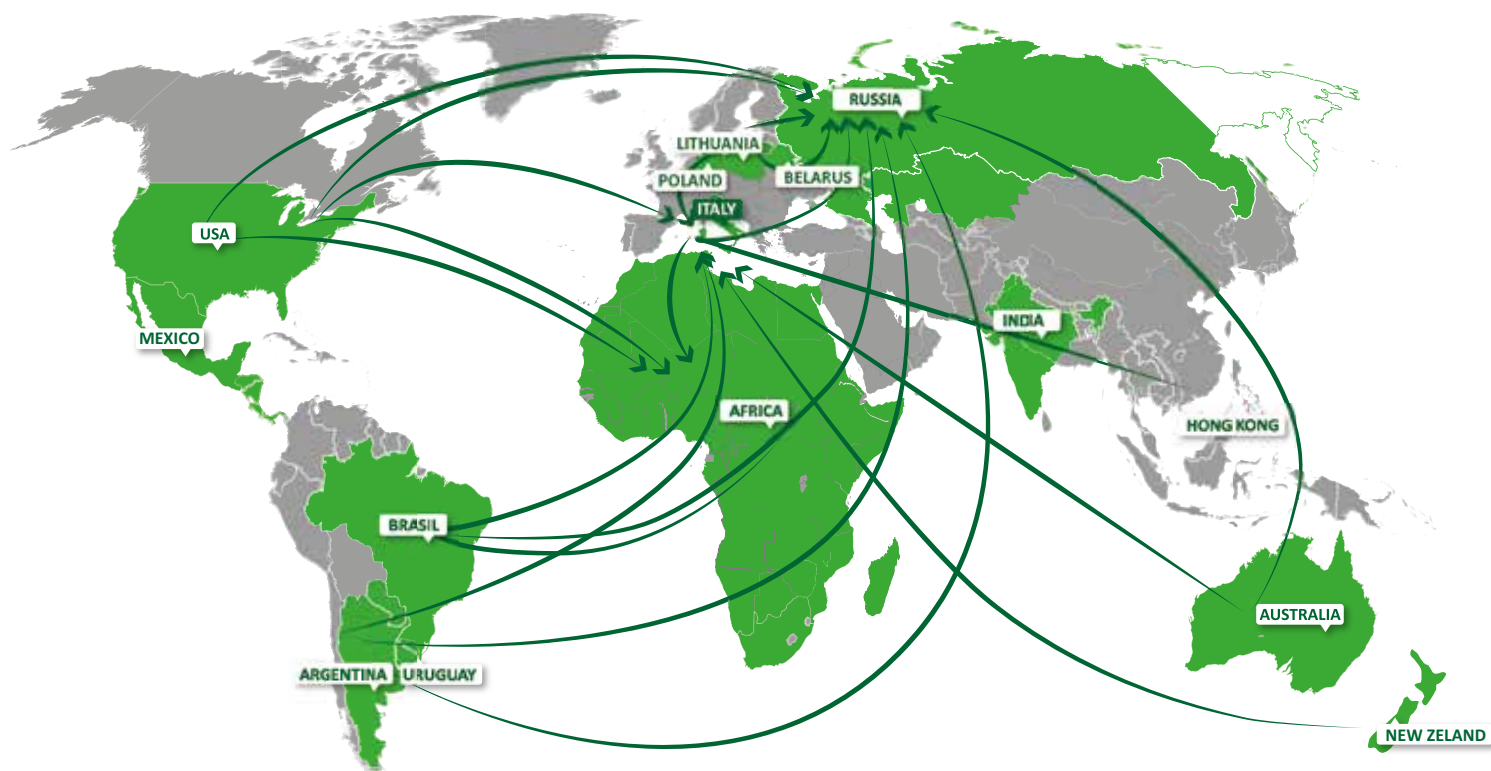 RUSSIA
LITHUANIA
POLAND
BELARUS
ITALY
USA
INDIA
MEXICO
AFRICA
HONG KONG
BRASIL
AUSTRALIA
ARGENTINA
URUGUAY
NEW ZELAND